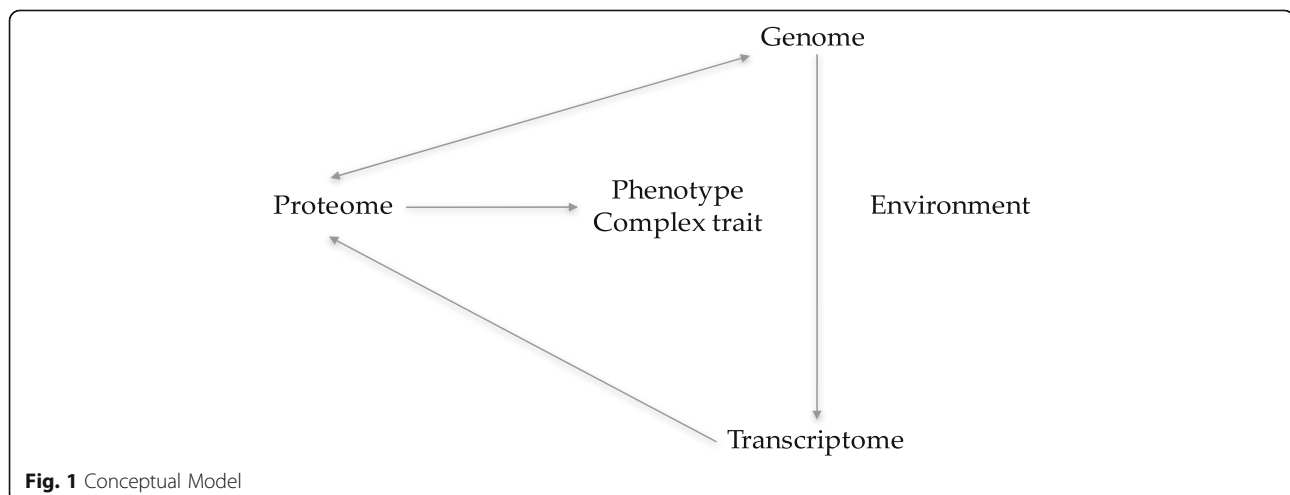 Genome
Proteome
Phenotype
Complex trait
Environment
Transcriptome
Fig. 1 Conceptual Model